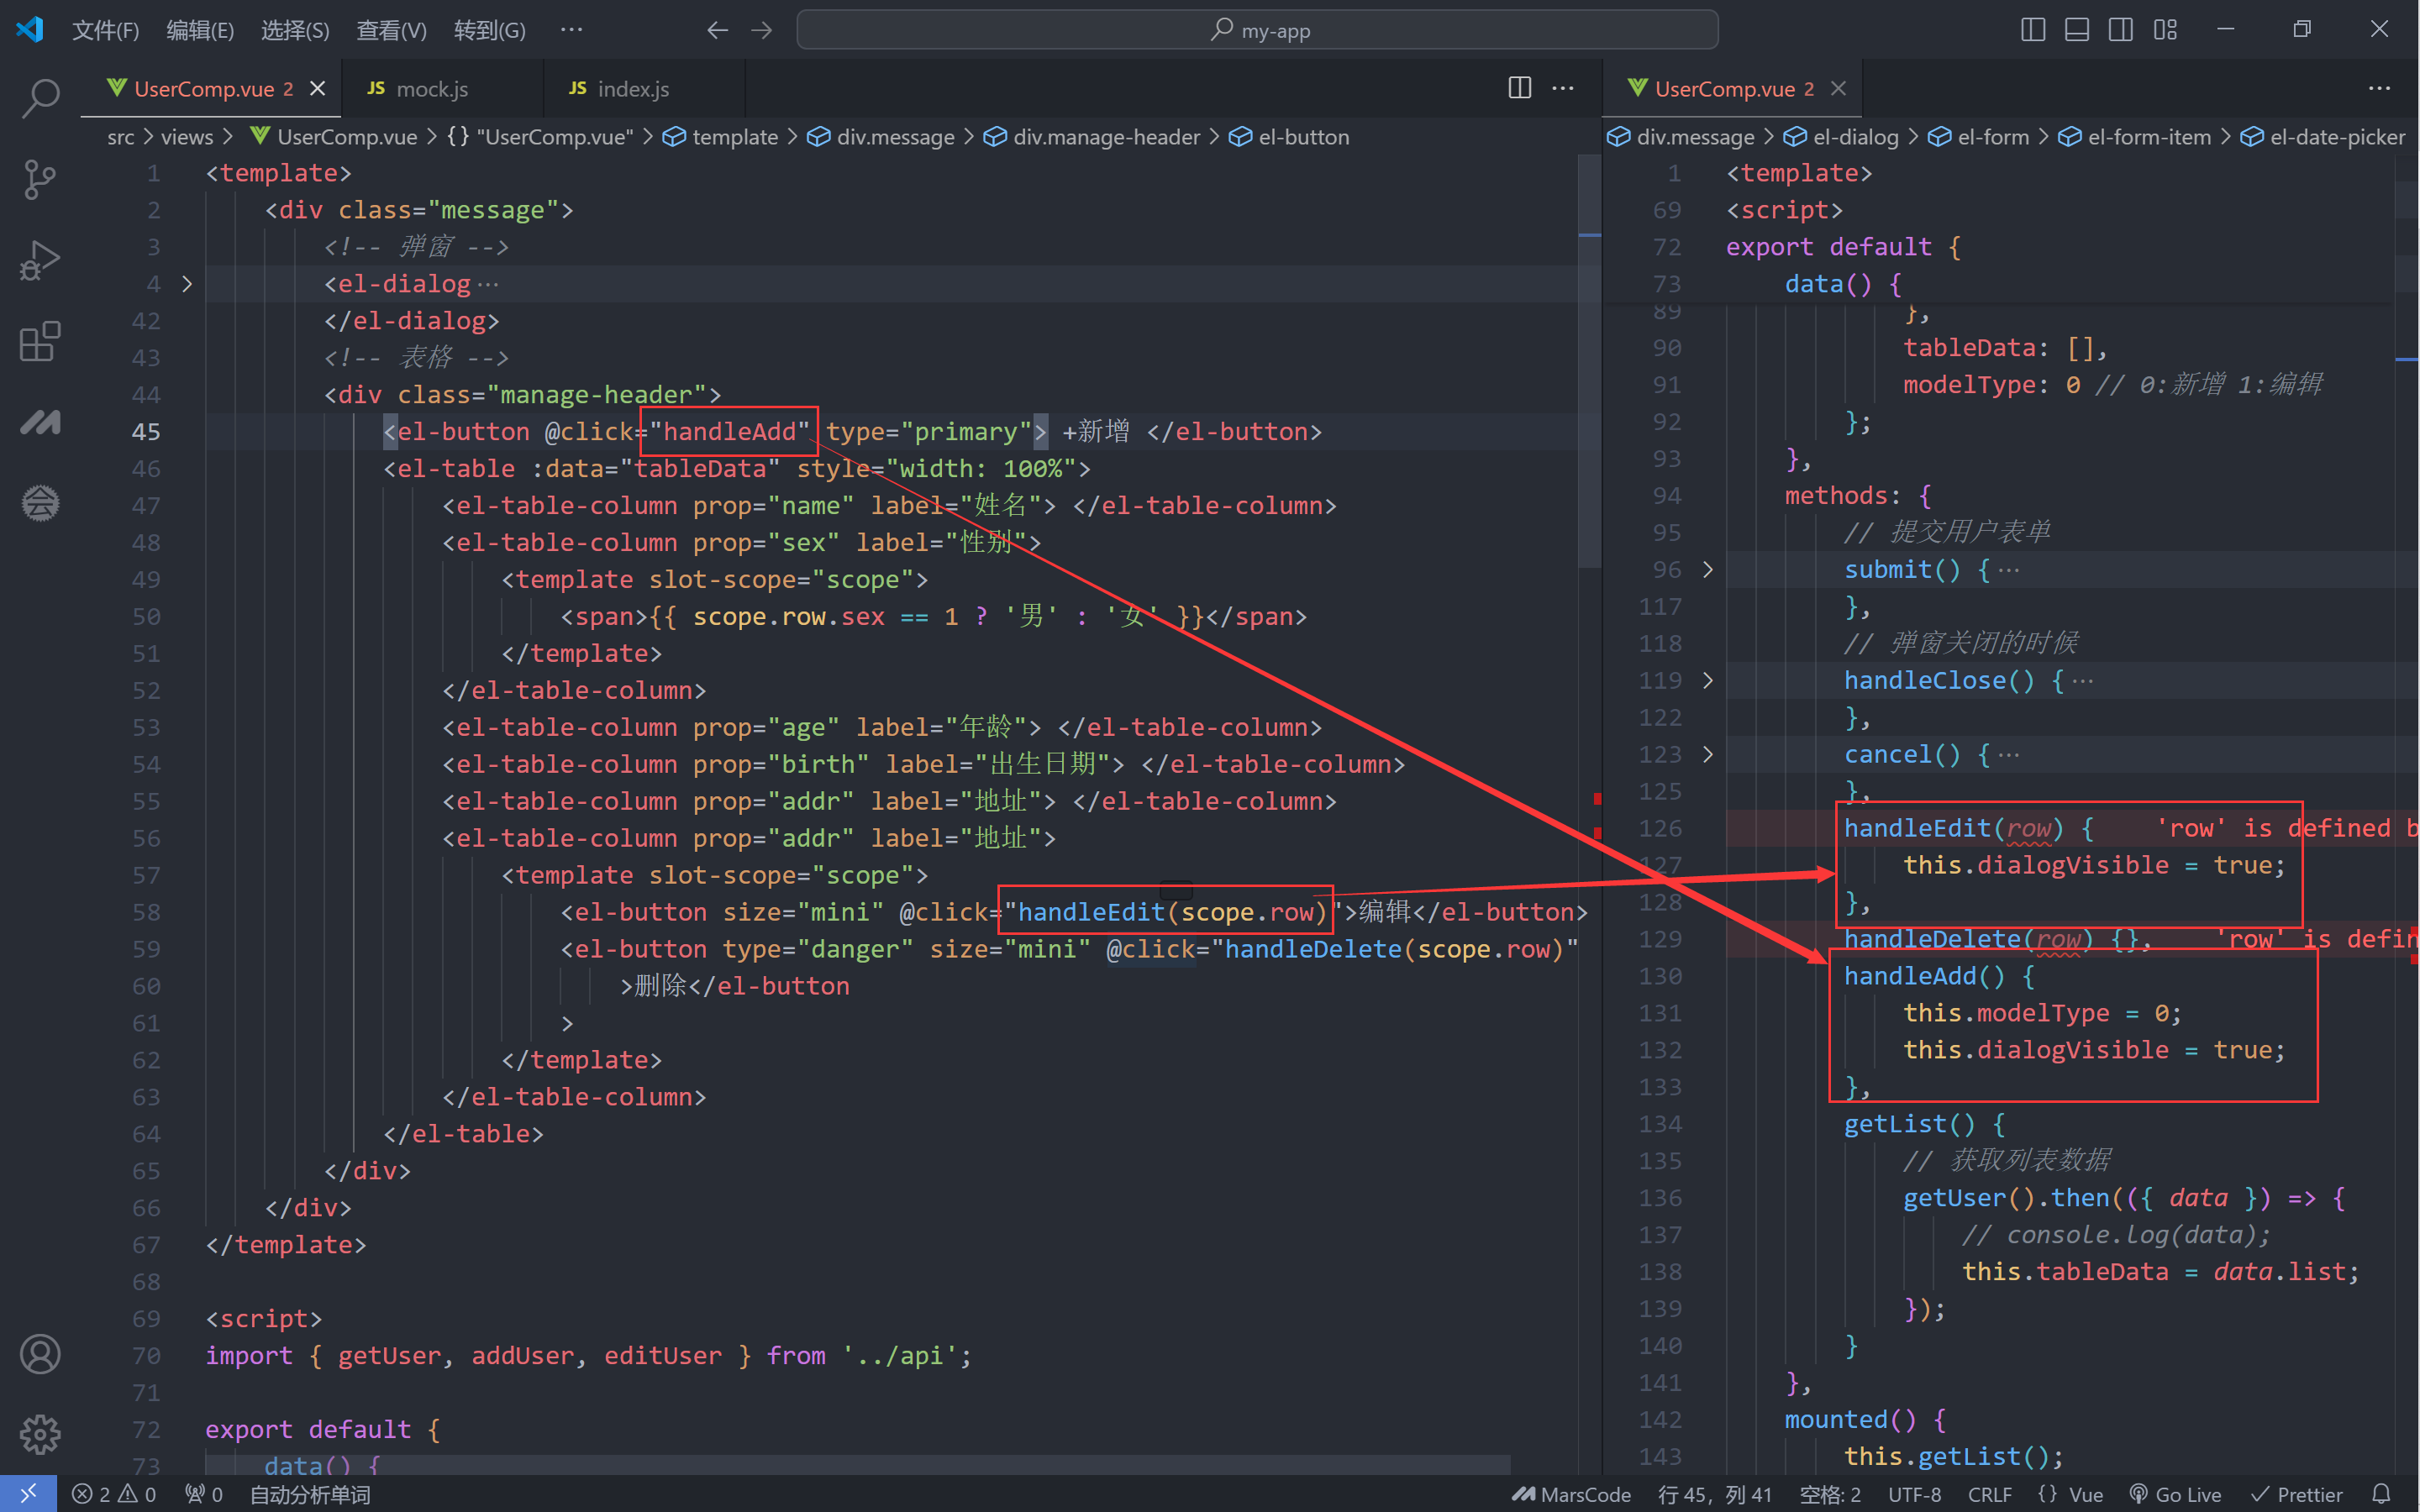 文件(F) 编辑(E) 选择(S) 查看(V) 转到(G) ··· my-app
UserComp.vue 2 JS mock.js JS index.js
src > views > UserComp.vue > {} "UserComp.vue" > template > div.message > div.manage-header > el-button
1 <template>
2 <div class="message">
3 <!-- 弹窗 -->
4 <el-dialog ···
42 </el-dialog>
43 <!-- 表格 -->
44 <div class="manage-header">
45 <el-button @click="handleAdd" type="primary"> +新增 </el-button>
46 <el-table :data="tableData" style="width: 100%">
47 <el-table-column prop="name" label="姓名"> </el-table-column>
48 <el-table-column prop="sex" label="性别">
49 <template slot-scope="scope">
50 <span>{{ scope.row.sex == 1 ? '男' : '女' }}</span>
51 </template>
52 </el-table-column>
53 <el-table-column prop="age" label="年龄"> </el-table-column>
54 <el-table-column prop="birth" label="出生日期"> </el-table-column>
55 <el-table-column prop="addr" label="地址"> </el-table-column>
56 <el-table-column prop="addr" label="地址">
57 <template slot-scope="scope">
58 <el-button size="mini" @click="handleEdit(scope.row)">编辑</el-button>
59 <el-button type="danger" size="mini" @click="handleDelete(scope.row)"
60 >删除</el-button
61 >
62 </template>
63 </el-table-column>
64 </el-table>
65 </div>
66 </div>
67 </template>
68
69 <script>
70 import { getUser, addUser, editUser } from '../api';
71
72 export default {
73 data() {
UserComp.vue 2
div.message > el-dialog > el-form > el-form-item > el-date-picker
1 <template>
69 <script>
72 export default {
73 data() {
89 },
90 tableData: [],
91 modelType: 0 // 0:新增 1:编辑
92 };
93 },
94 methods: {
95 // 提交用户表单
96 submit() { ···
117 },
118 // 弹窗关闭的时候
119 handleClose() { ···
122 },
123 cancel() { ···
125 },
126 handleEdit(row) { 'row' is defined b
127 this.dialogVisible = true;
128 },
129 handleDelete(row) {}, 'row' is defin
130 handleAdd() {
131 this.modelType = 0;
132 this.dialogVisible = true;
133 },
134 getList() {
135 // 获取列表数据
136 getUser().then(({ data }) => {
137 // console.log(data);
138 this.tableData = data.list;
139 });
140 }
141 },
142 mounted() {
143 this.getList();
2 0 0 自动分析单词 MarsCode 行 45，列 41 空格: 2 UTF-8 CRLF {} Vue Go Live Prettier